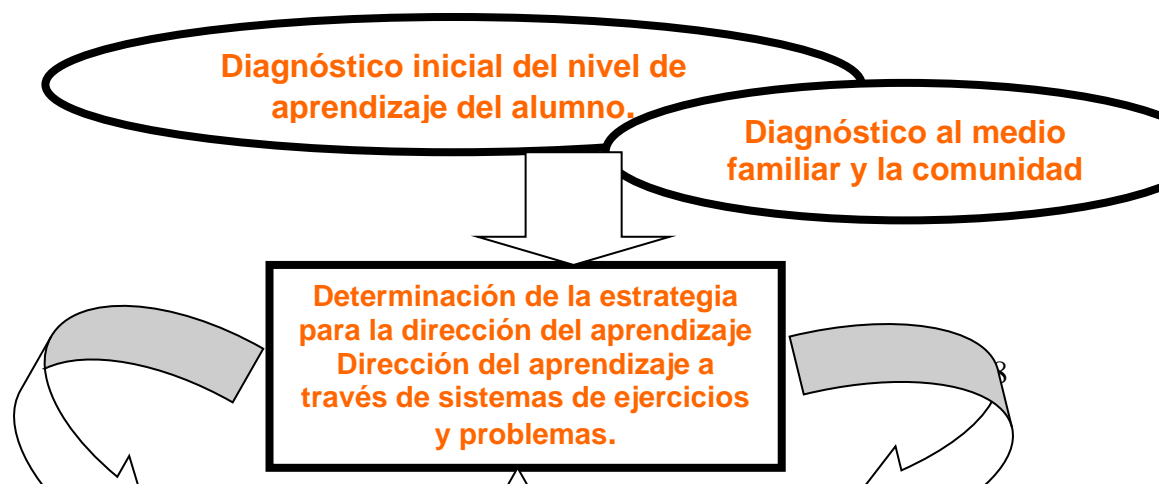 Diagnóstico inicial del nivel de
aprendizaje del alumno.
Diagnóstico al medio
familiar y la comunidad
Determinación de la estrategia
para la dirección del aprendizaje
Dirección del aprendizaje a
través de sistemas de ejercicios
y problemas.